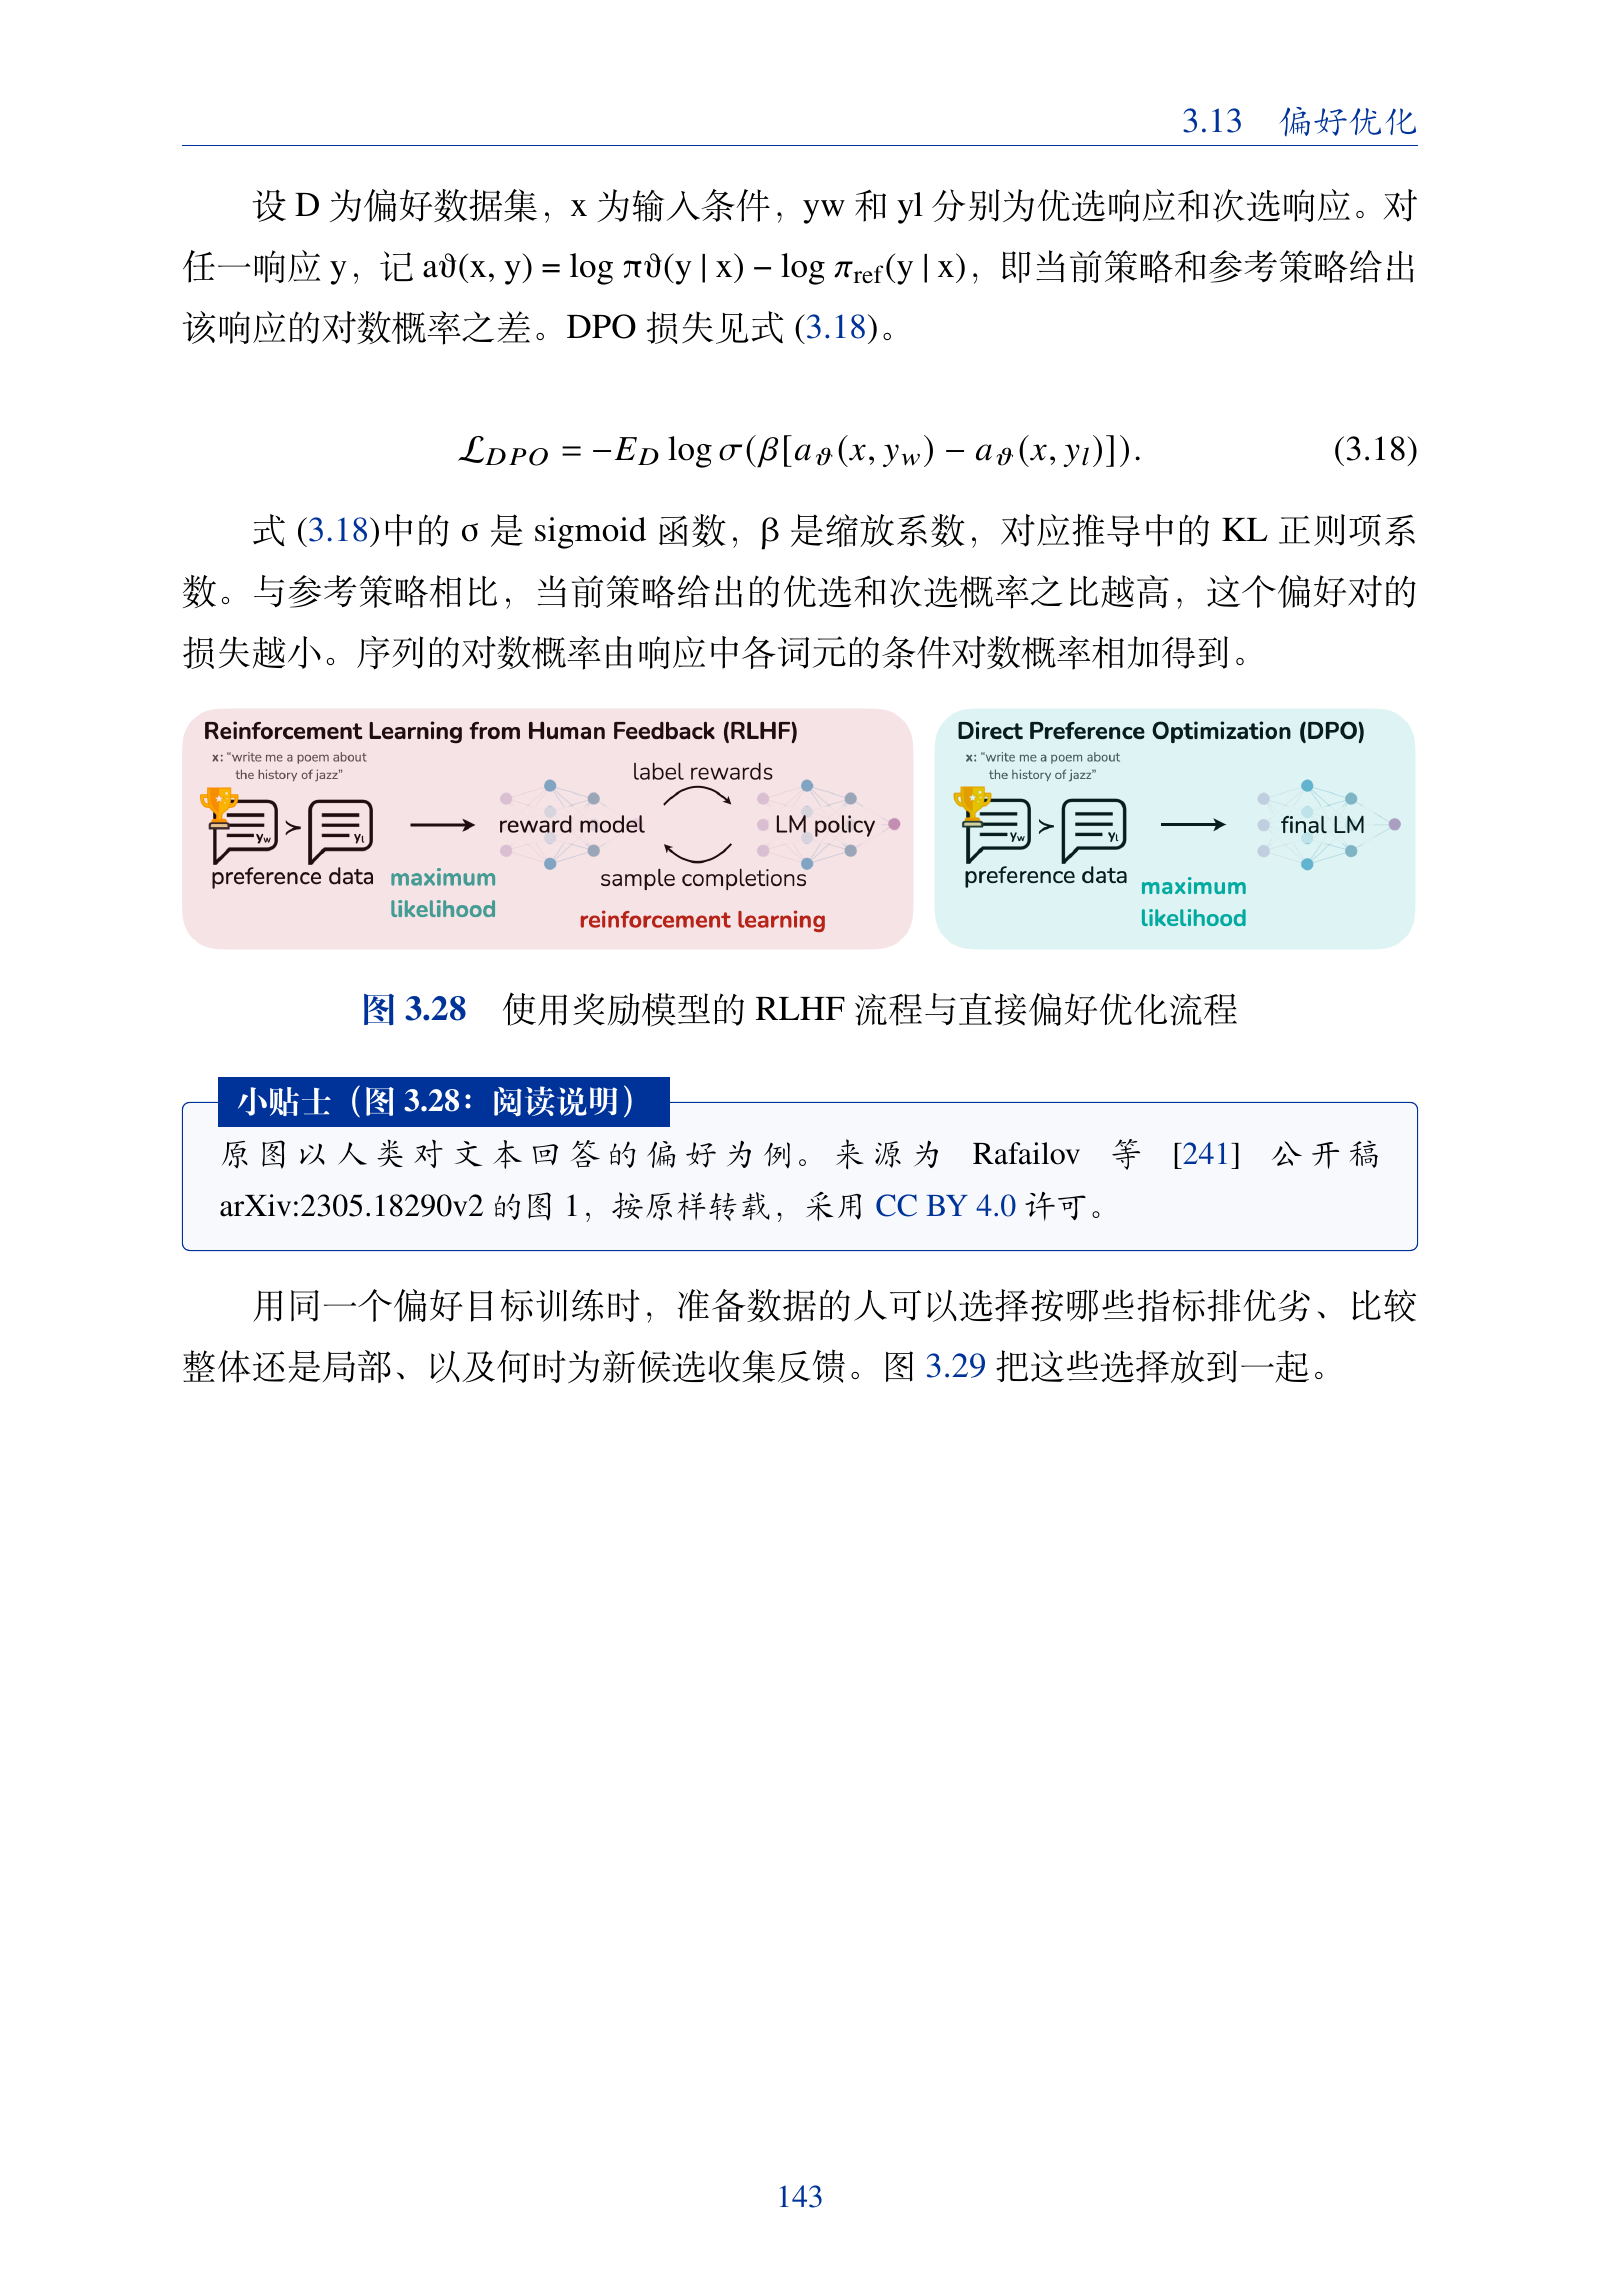 3.13 偏好优化
设 D 为偏好数据集，x 为输入条件，yw 和 yl 分别为优选响应和次选响应。对
任一响应 y，记 aϑ(x, y) = log πϑ(y | x) − log π_ref(y | x)，即当前策略和参考策略给出
该响应的对数概率之差。DPO 损失见式 (3.18)。
ℒ_DPO = −E_D log σ(β[a_ϑ(x, y_w) − a_ϑ(x, y_l)]). (3.18)
式 (3.18)中的 σ 是 sigmoid 函数，β 是缩放系数，对应推导中的 KL 正则项系
数。与参考策略相比，当前策略给出的优选和次选概率之比越高，这个偏好对的
损失越小。序列的对数概率由响应中各词元的条件对数概率相加得到。
Reinforcement Learning from Human Feedback (RLHF)
x: “write me a poem about
the history of jazz”
label rewards
y_w ≻ y_l
reward model
LM policy
preference data
maximum
likelihood
sample completions
reinforcement learning
Direct Preference Optimization (DPO)
x: “write me a poem about
the history of jazz”
y_w ≻ y_l
final LM
preference data
maximum
likelihood
图 3.28 使用奖励模型的 RLHF 流程与直接偏好优化流程
小贴士（图 3.28：阅读说明）
原图以人类对文本回答的偏好为例。来源为 Rafailov 等 [241] 公开稿
arXiv:2305.18290v2 的图 1，按原样转载，采用 CC BY 4.0 许可。
用同一个偏好目标训练时，准备数据的人可以选择按哪些指标排优劣、比较
整体还是局部、以及何时为新候选收集反馈。图 3.29 把这些选择放到一起。
143